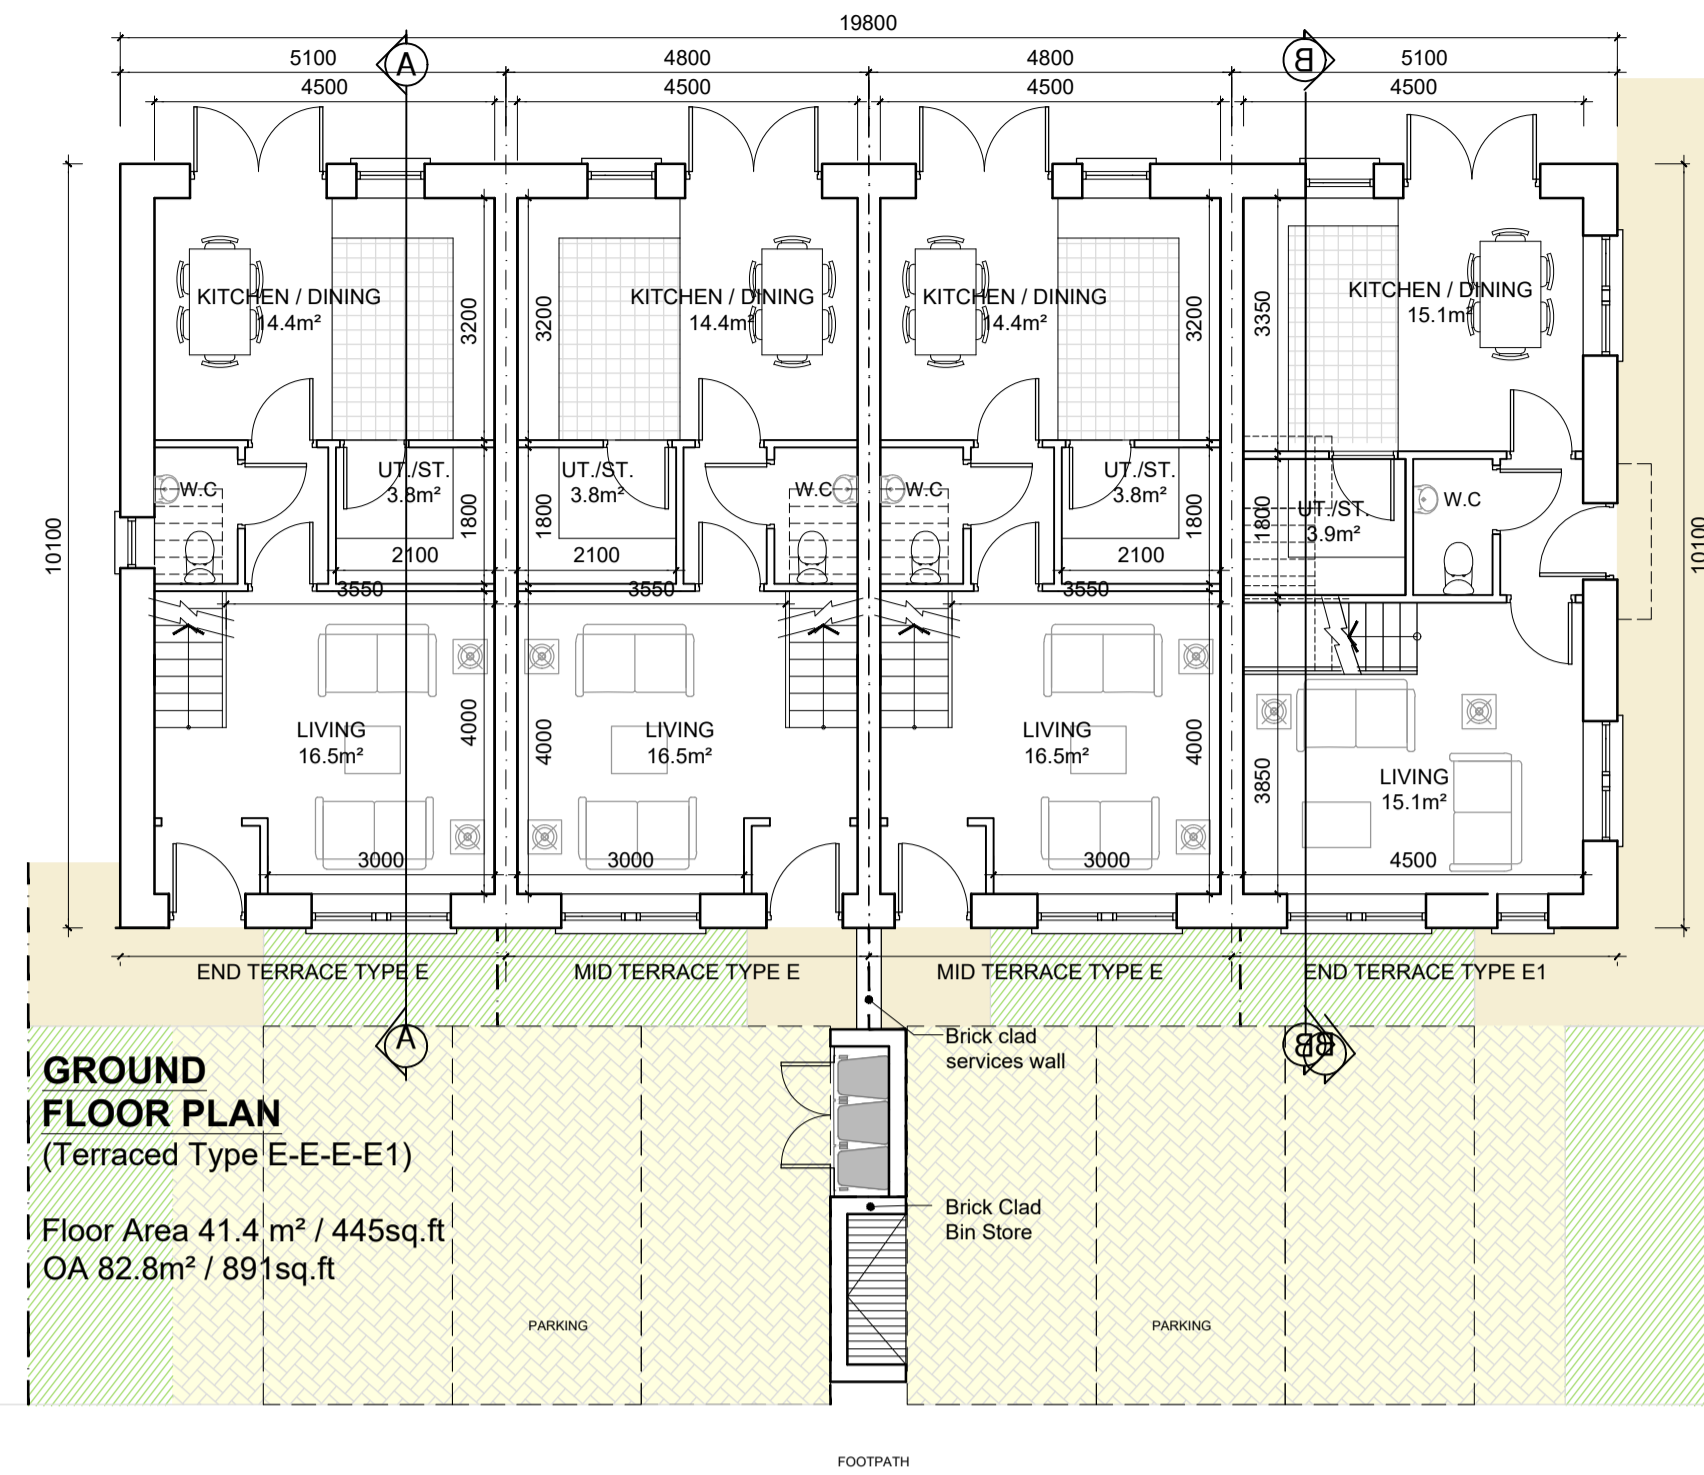 19800
5100
4800
4800
5100
A
B
4500
4500
4500
4500
KITCHEN / DINING
14.4m²
3200
3200
KITCHEN / DINING
14.4m²
KITCHEN / DINING
14.4m²
3200
3350
KITCHEN / DINING
15.1m²
10100
10100
W.C
UT./ST.
3.8m²
1800
2100
UT./ST.
3.8m²
1800
2100
W.C
W.C
UT./ST.
3.8m²
1800
2100
1800
UT./ST.
3.9m²
W.C
3550
3550
3550
LIVING
16.5m²
4000
4000
LIVING
16.5m²
LIVING
16.5m²
4000
3850
LIVING
15.1m²
3000
3000
3000
4500
END TERRACE TYPE E
MID TERRACE TYPE E
MID TERRACE TYPE E
END TERRACE TYPE E1
A
B
B
Brick clad
services wall
GROUND
FLOOR PLAN
(Terraced Type E-E-E-E1)
Floor Area 41.4 m² / 445sq.ft
OA 82.8m² / 891sq.ft
Brick Clad
Bin Store
PARKING
PARKING
FOOTPATH